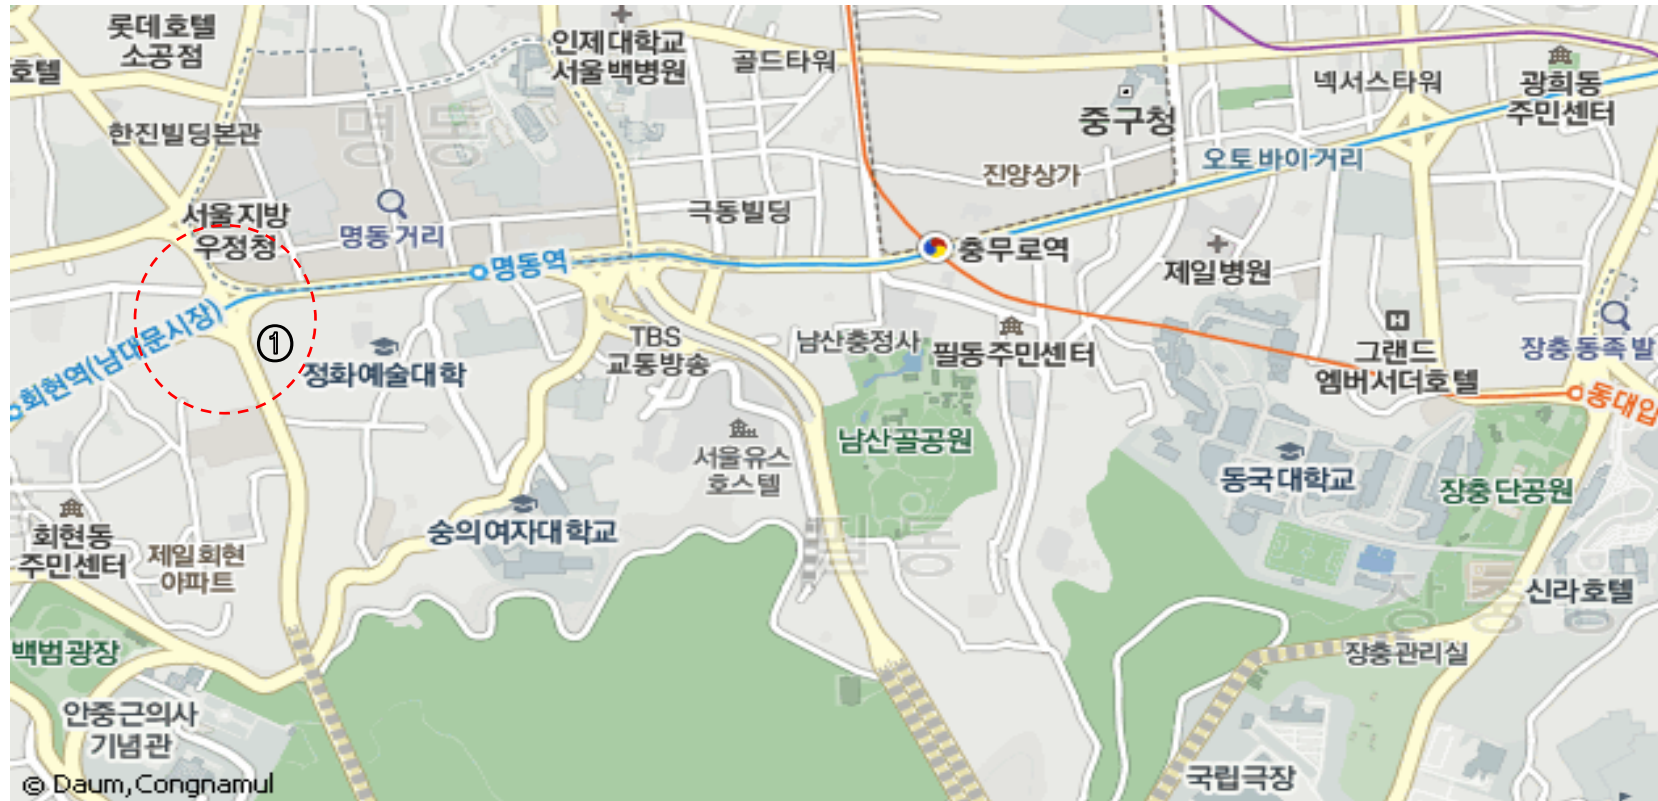 롯데호텔
소공점
호텔
인제대학교
서울백병원
골드타워
넥서스타워
광희동
주민센터
중구청
한진빌딩본관
명동
오토바이거리
진양상가
서울지방
우정청
명동거리
극동빌딩
명동역
충무로역
제일병원
회현역(남대문시장)
①
정화예술대학
TBS
교통방송
남산충정사
필동주민센터
그랜드
엠버서더호텔
장충동족발
동대입
서울유스
호스텔
남산골공원
동국대학교
장충단공원
회현동
주민센터
제일회현
아파트
숭의여자대학교
필동
장충동
신라호텔
백범광장
장충관리실
안중근의사
기념관
국립극장
© Daum,Congnamul